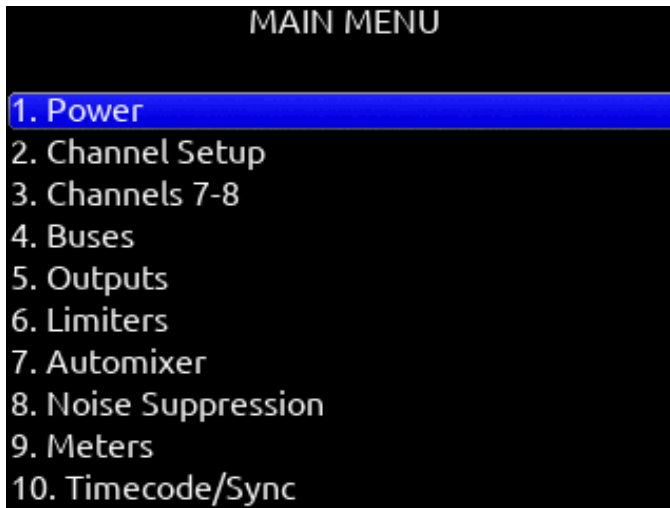 MAIN MENU
1. Power
2. Channel Setup
3. Channels 7-8
4. Buses
5. Outputs
6. Limiters
7. Automixer
8. Noise Suppression
9. Meters
10. Timecode/Sync